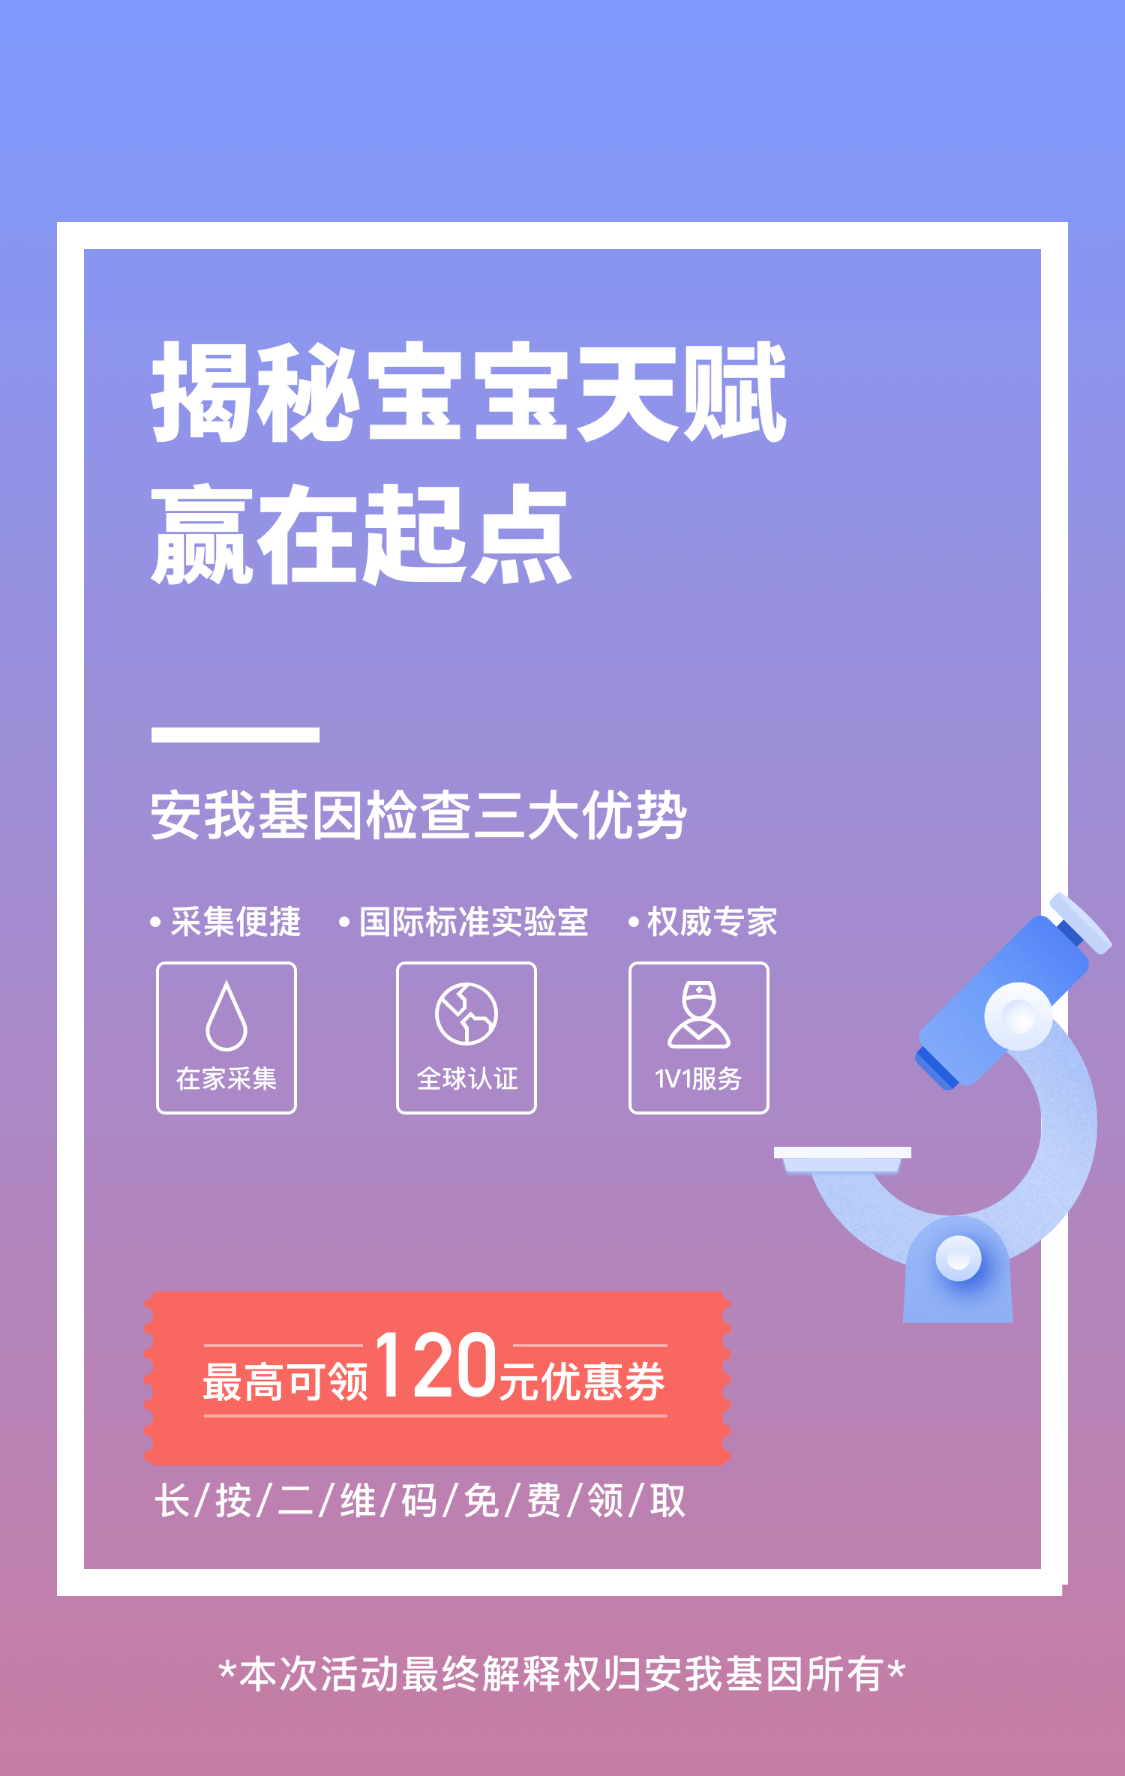 揭秘宝宝天赋
赢在起点
安我基因检查三大优势
•采集便捷 •国际标准实验室 •权威专家
在家采集 全球认证 1V1服务
最高可领120元优惠券
长/按/二/维/码/免/费/领/取
*本次活动最终解释权归安我基因所有*